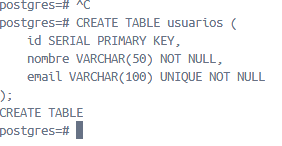 postgres=# ^C
postgres=# CREATE TABLE usuarios (
    id SERIAL PRIMARY KEY,
    nombre VARCHAR(50) NOT NULL,
    email VARCHAR(100) UNIQUE NOT NULL
);
CREATE TABLE
postgres=#